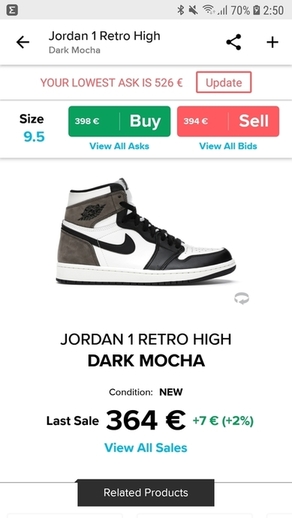 70% 2:50
Jordan 1 Retro High
Dark Mocha
YOUR LOWEST ASK IS 526 € Update
Size
9.5
398 € Buy
394 € Sell
View All Asks
View All Bids
JORDAN 1 RETRO HIGH
DARK MOCHA
Condition: NEW
Last Sale 364 € +7 € (+2%)
View All Sales
Related Products